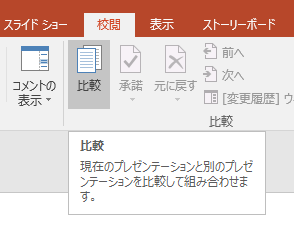 スライド ショー 校閲 表示 ストーリーボード
コメントの
表示
比較
承諾
元に戻す
前へ
次へ
[変更履歴] ウ
比較
比較
現在のプレゼンテーションと別のプレゼ
ンテーションを比較して組み合わせま
す。